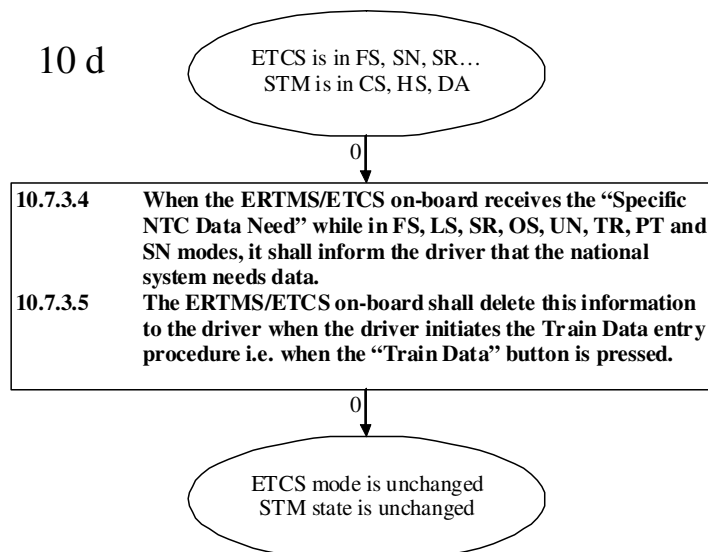 10 d
ETCS is in FS, SN, SR…
STM is in CS, HS, DA
0
10.7.3.4 When the ERTMS/ETCS on-board receives the “Specific
NTC Data Need” while in FS, LS, SR, OS, UN, TR, PT and
SN modes, it shall inform the driver that the national
system needs data.
10.7.3.5 The ERTMS/ETCS on-board shall delete this information
to the driver when the driver initiates the Train Data entry
procedure i.e. when the “Train Data” button is pressed.
0
ETCS mode is unchanged
STM state is unchanged